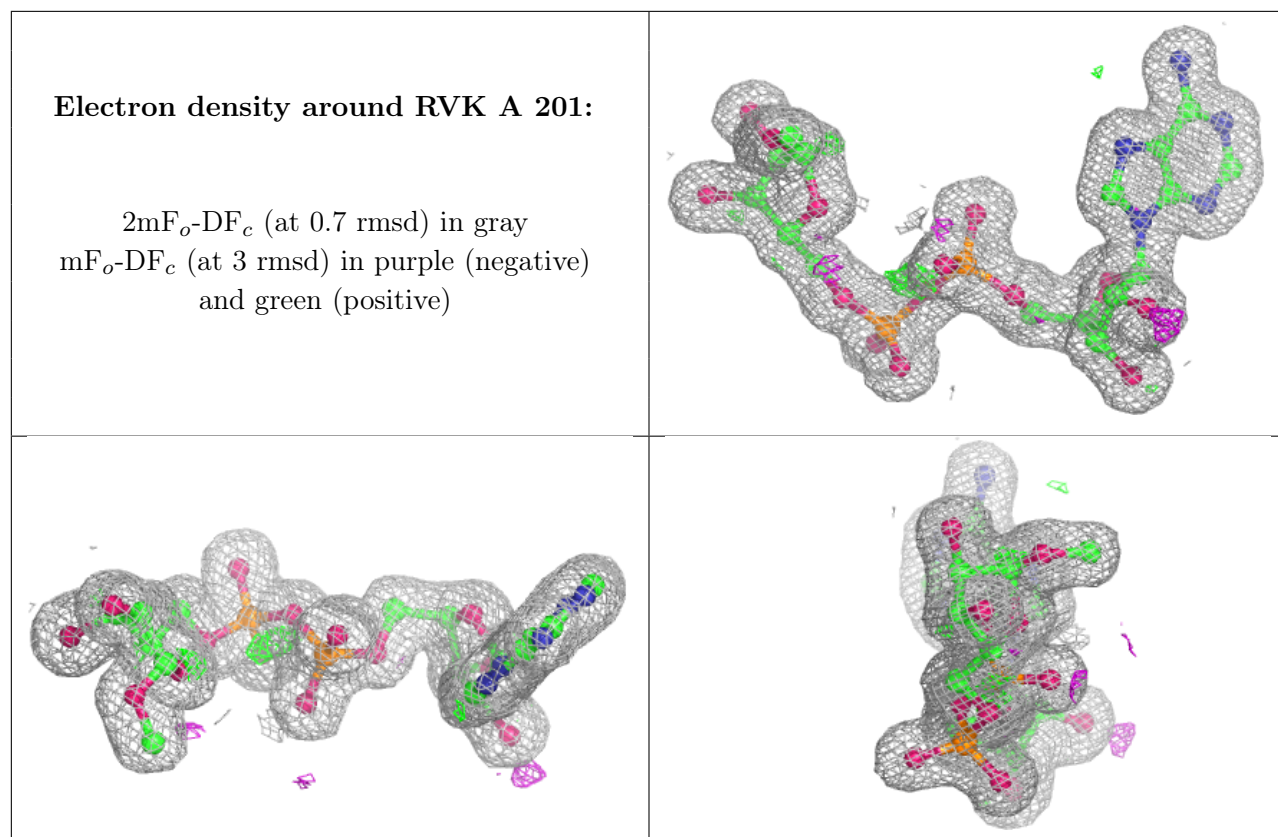 Electron density around RVK A 201:
2mFo-DFc (at 0.7 rmsd) in gray
mFo-DFc (at 3 rmsd) in purple (negative)
and green (positive)